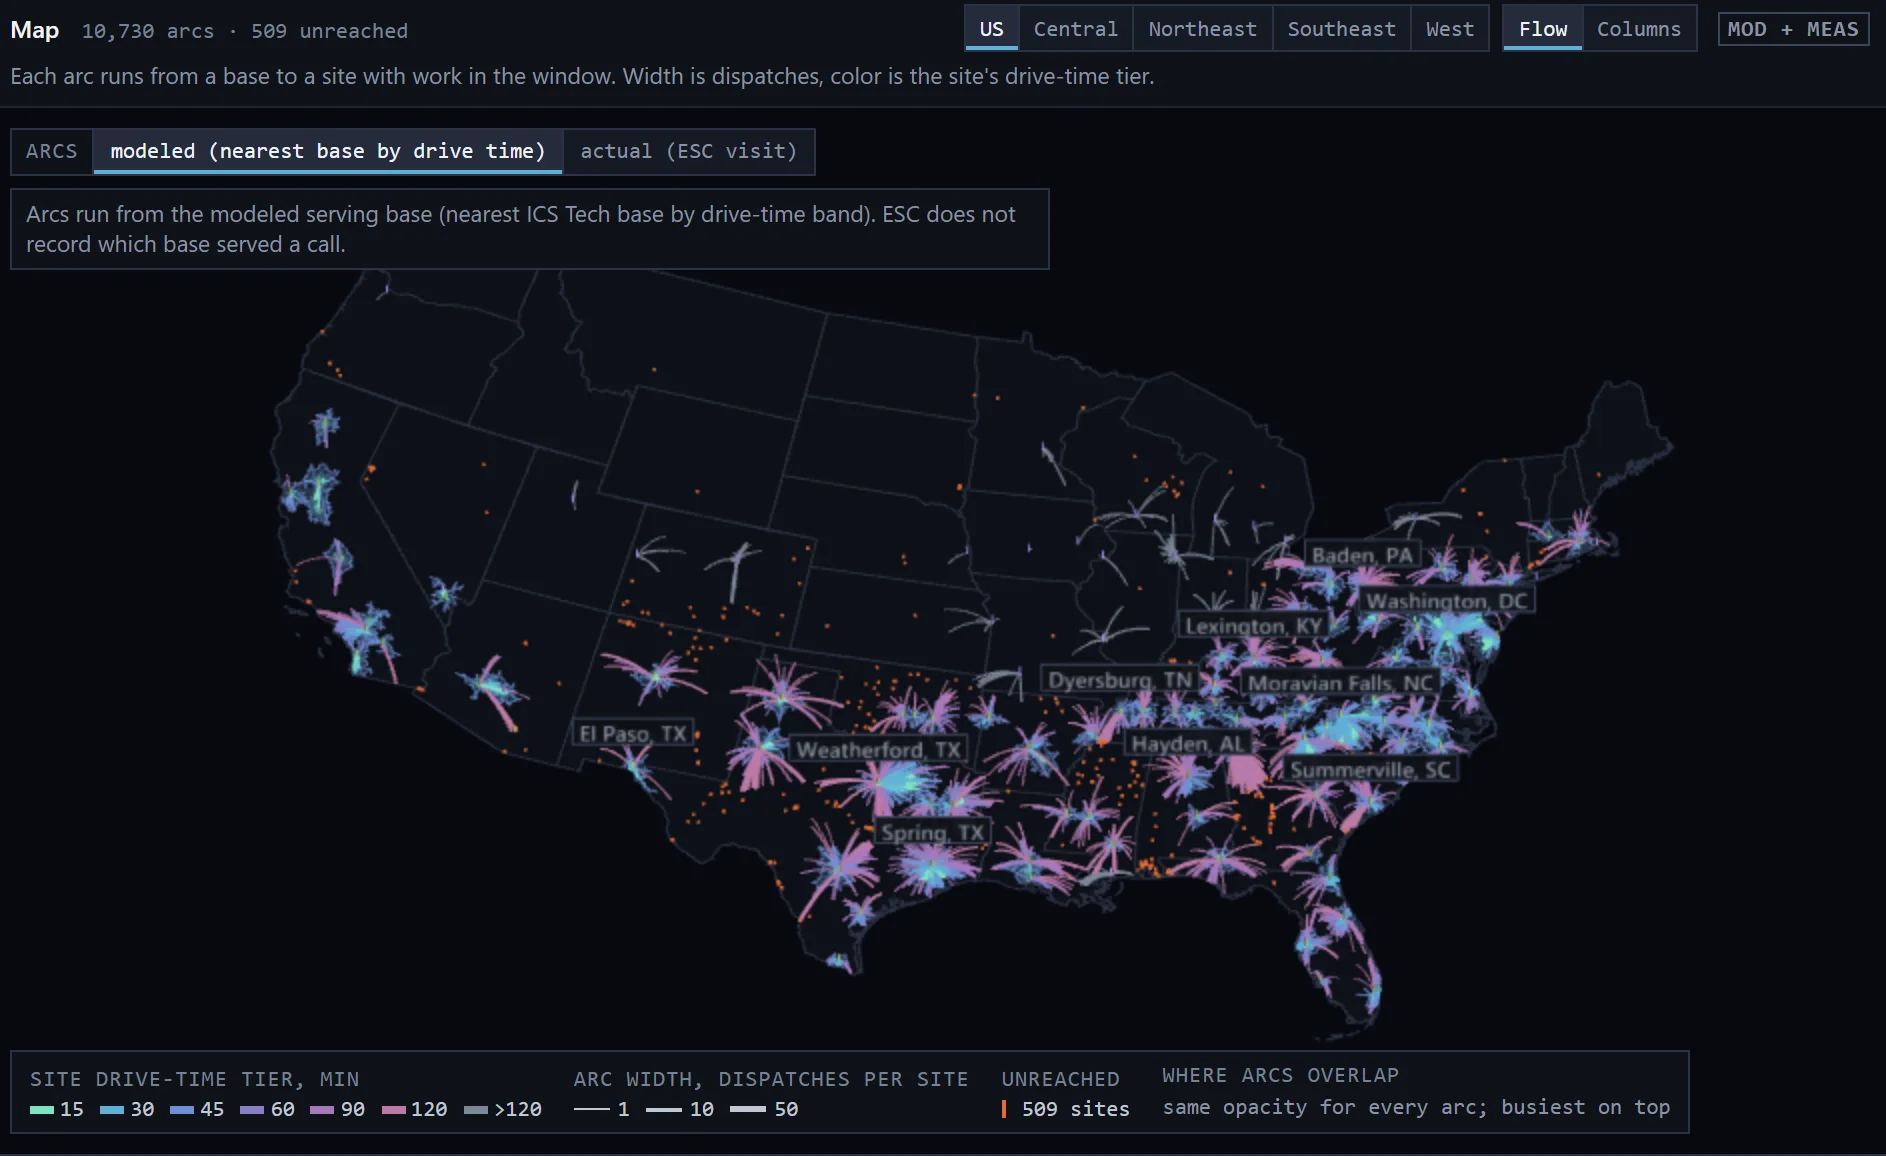 Map 10,730 arcs · 509 unreached
US Central Northeast Southeast West Flow Columns MOD + MEAS
Each arc runs from a base to a site with work in the window. Width is dispatches, color is the site's drive-time tier.
ARCS modeled (nearest base by drive time) actual (ESC visit)
Arcs run from the modeled serving base (nearest ICS Tech base by drive-time band). ESC does not
record which base served a call.
Baden, PA
Washington, DC
Lexington, KY
Dyersburg, TN
Moravian Falls, NC
El Paso, TX
Weatherford, TX
Hayden, AL
Summerville, SC
Spring, TX
SITE DRIVE-TIME TIER, MIN
15 30 45 60 90 120 >120
ARC WIDTH, DISPATCHES PER SITE
1 10 50
UNREACHED
509 sites
WHERE ARCS OVERLAP
same opacity for every arc; busiest on top